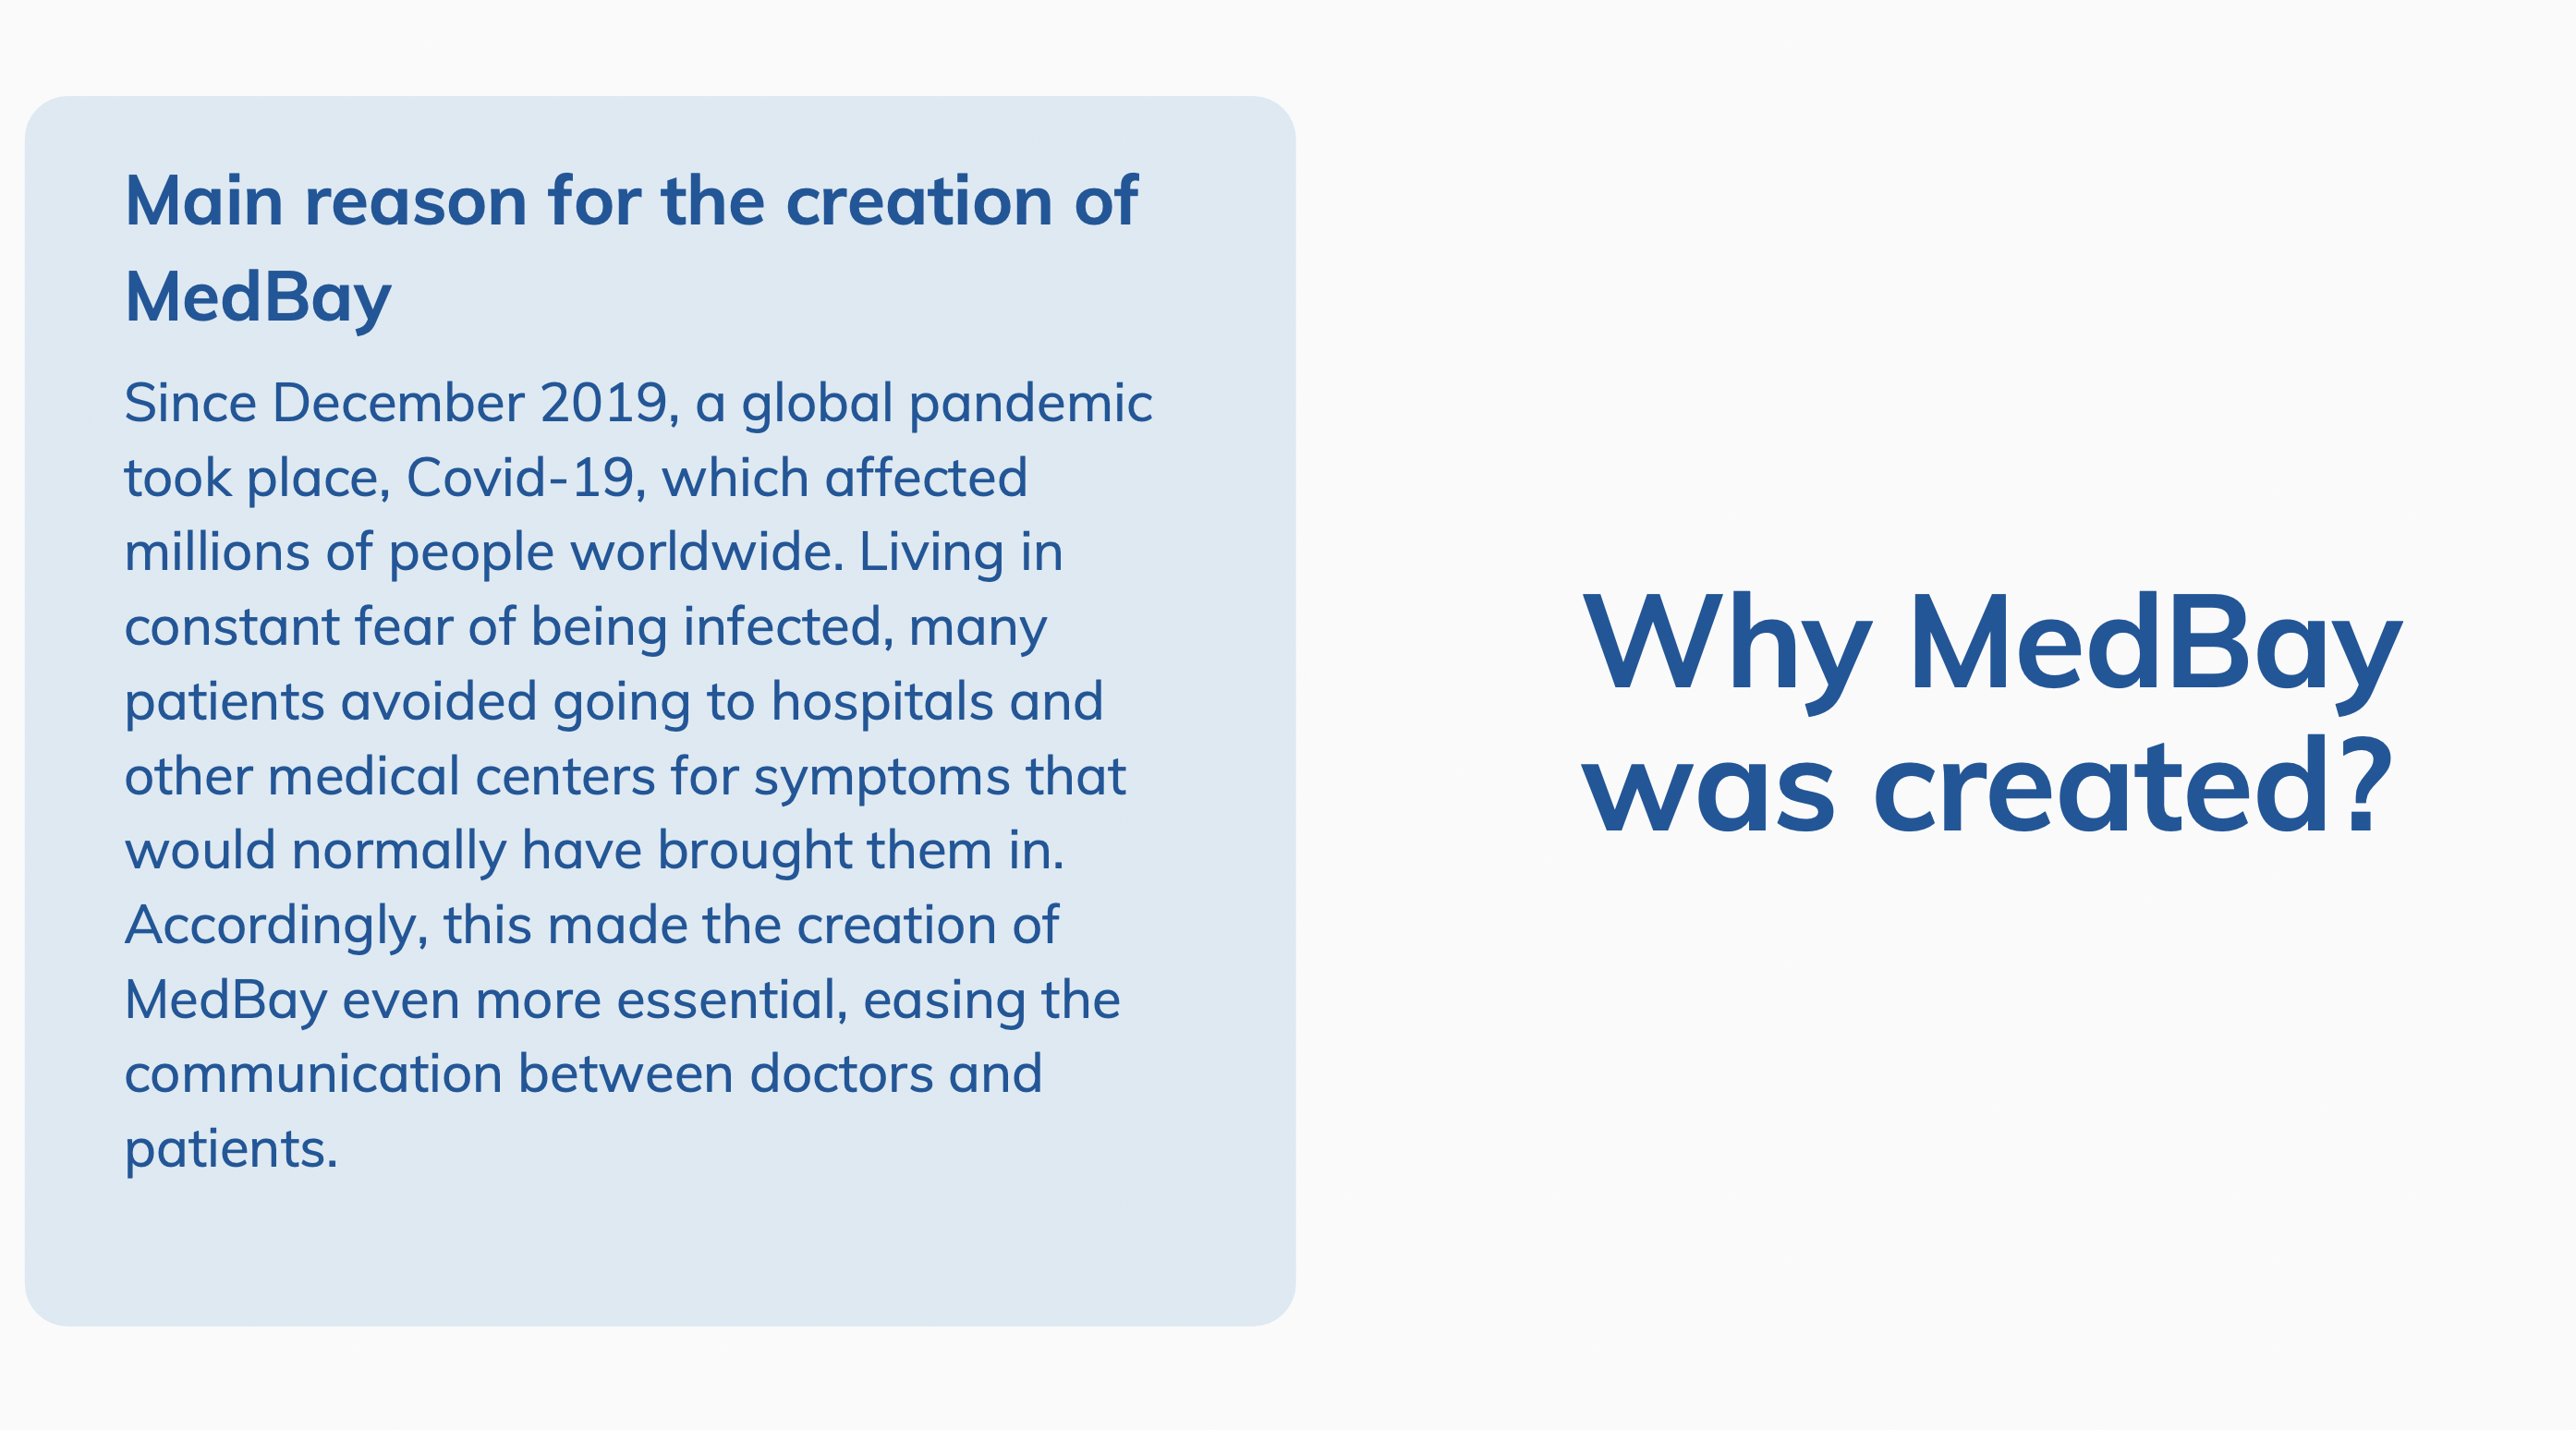 Main reason for the creation of
MedBay
Since December 2019, a global pandemic
took place, Covid-19, which affected
millions of people worldwide. Living in
constant fear of being infected, many
patients avoided going to hospitals and
other medical centers for symptoms that
would normally have brought them in.
Accordingly, this made the creation of
MedBay even more essential, easing the
communication between doctors and
patients.
Why MedBay
was created?